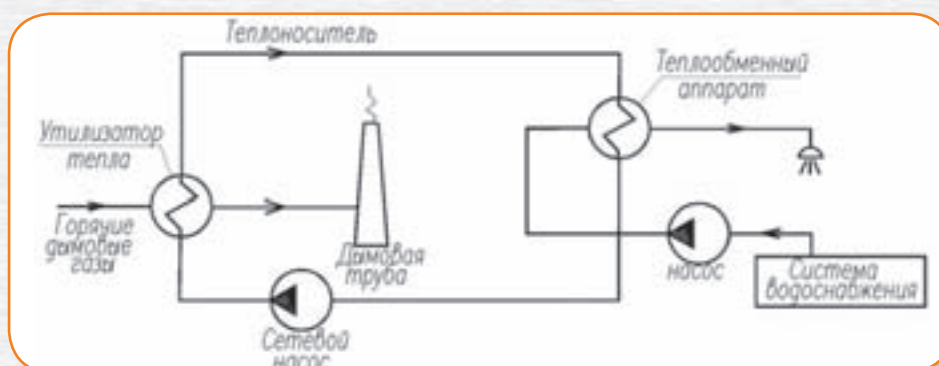 Теплоноситель
Теплообменный
аппарат
Утилизатор
тепла
Горячие
дымовые
газы
Дымовая
труба
насос
Система
водоснабжения
Сетевой
насос